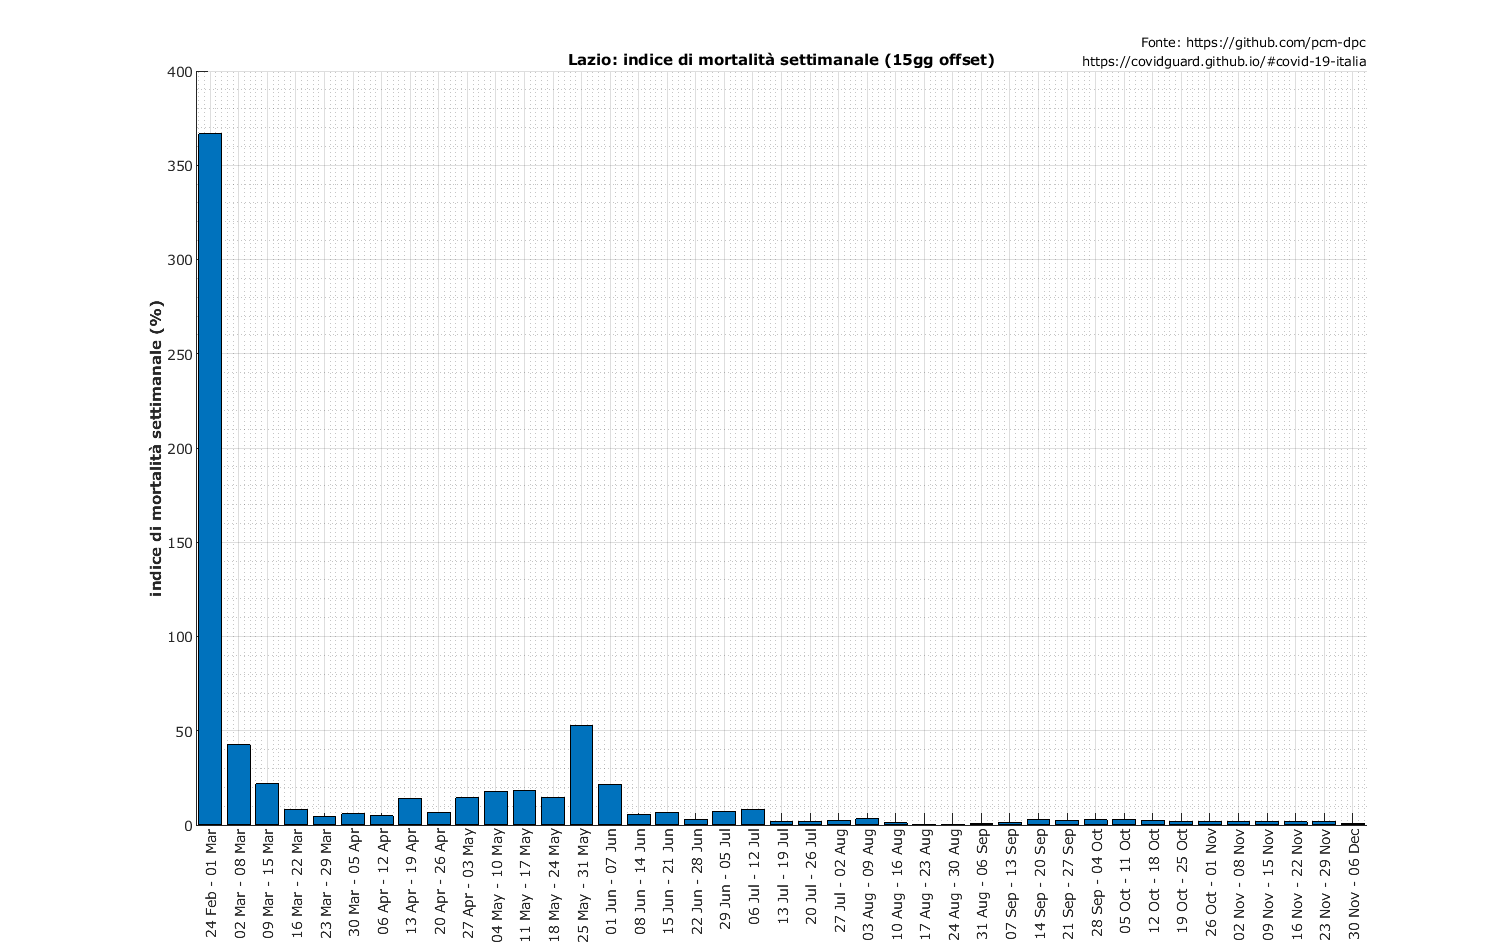 Fonte: https://github.com/pcm-dpc
https://covidguard.github.io/#covid-19-italia
Lazio: indice di mortalità settimanale (15gg offset)
indice di mortalità settimanale (%)
400
350
300
250
200
150
100
50
0
24 Feb - 01 Mar
02 Mar - 08 Mar
09 Mar - 15 Mar
16 Mar - 22 Mar
23 Mar - 29 Mar
30 Mar - 05 Apr
06 Apr - 12 Apr
13 Apr - 19 Apr
20 Apr - 26 Apr
27 Apr - 03 May
04 May - 10 May
11 May - 17 May
18 May - 24 May
25 May - 31 May
01 Jun - 07 Jun
08 Jun - 14 Jun
15 Jun - 21 Jun
22 Jun - 28 Jun
29 Jun - 05 Jul
06 Jul - 12 Jul
13 Jul - 19 Jul
20 Jul - 26 Jul
27 Jul - 02 Aug
03 Aug - 09 Aug
10 Aug - 16 Aug
17 Aug - 23 Aug
24 Aug - 30 Aug
31 Aug - 06 Sep
07 Sep - 13 Sep
14 Sep - 20 Sep
21 Sep - 27 Sep
28 Sep - 04 Oct
05 Oct - 11 Oct
12 Oct - 18 Oct
19 Oct - 25 Oct
26 Oct - 01 Nov
02 Nov - 08 Nov
09 Nov - 15 Nov
16 Nov - 22 Nov
23 Nov - 29 Nov
30 Nov - 06 Dec